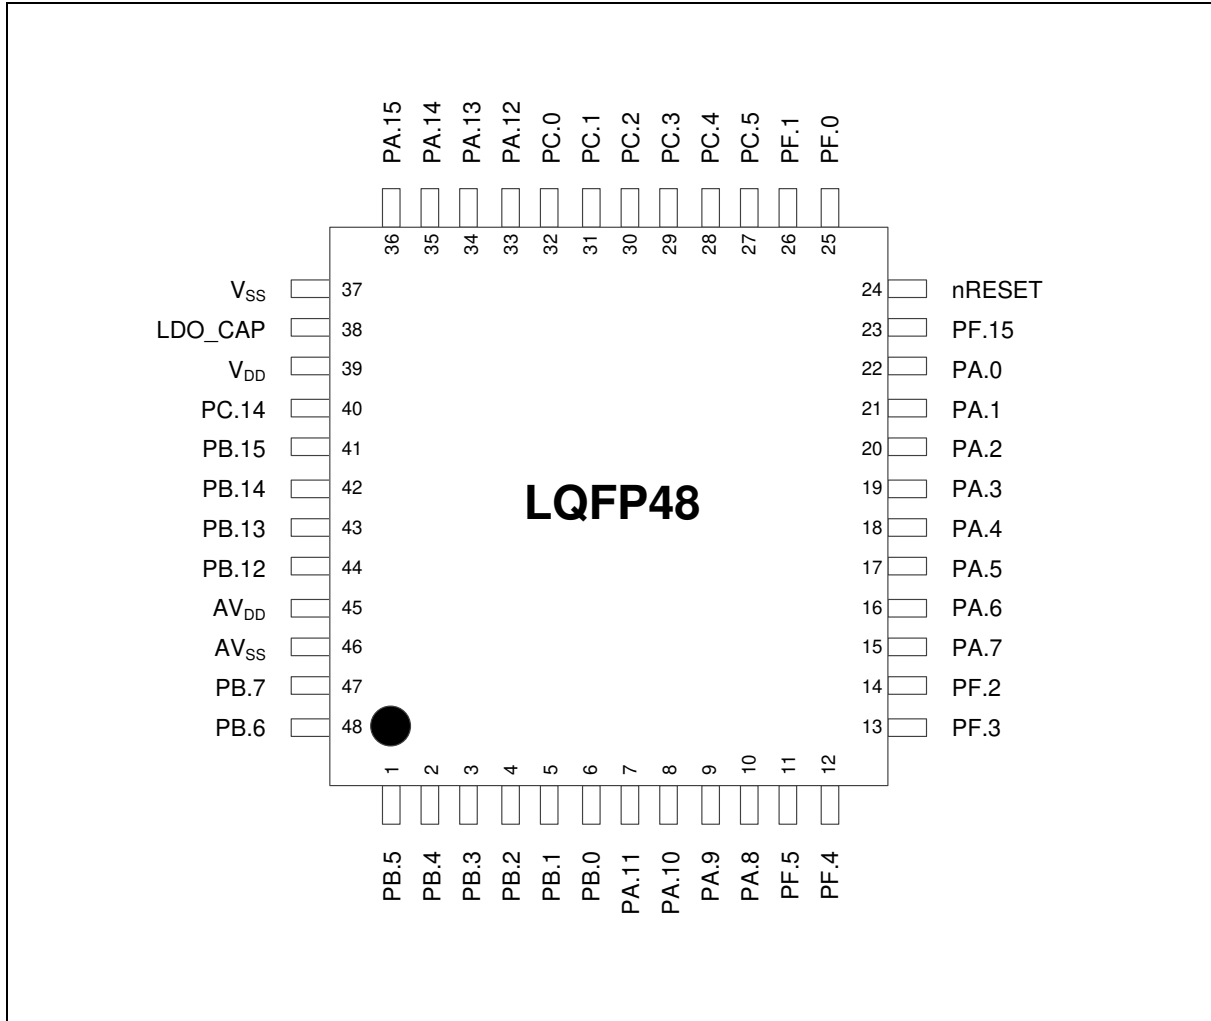 PA.15 PA.14 PA.13 PA.12 PC.0 PC.1 PC.2 PC.3 PC.4 PC.5 PF.1 PF.0
36 35 34 33 32 31 30 29 28 27 26 25
VSS 37 24 nRESET
LDO_CAP 38 23 PF.15
VDD 39 22 PA.0
PC.14 40 21 PA.1
PB.15 41 20 PA.2
PB.14 42 19 PA.3
LQFP48
PB.13 43 18 PA.4
PB.12 44 17 PA.5
AVDD 45 16 PA.6
AVSS 46 15 PA.7
PB.7 47 14 PF.2
PB.6 48 13 PF.3
1 2 3 4 5 6 7 8 9 10 11 12
PB.5 PB.4 PB.3 PB.2 PB.1 PB.0 PA.11 PA.10 PA.9 PA.8 PF.5 PF.4